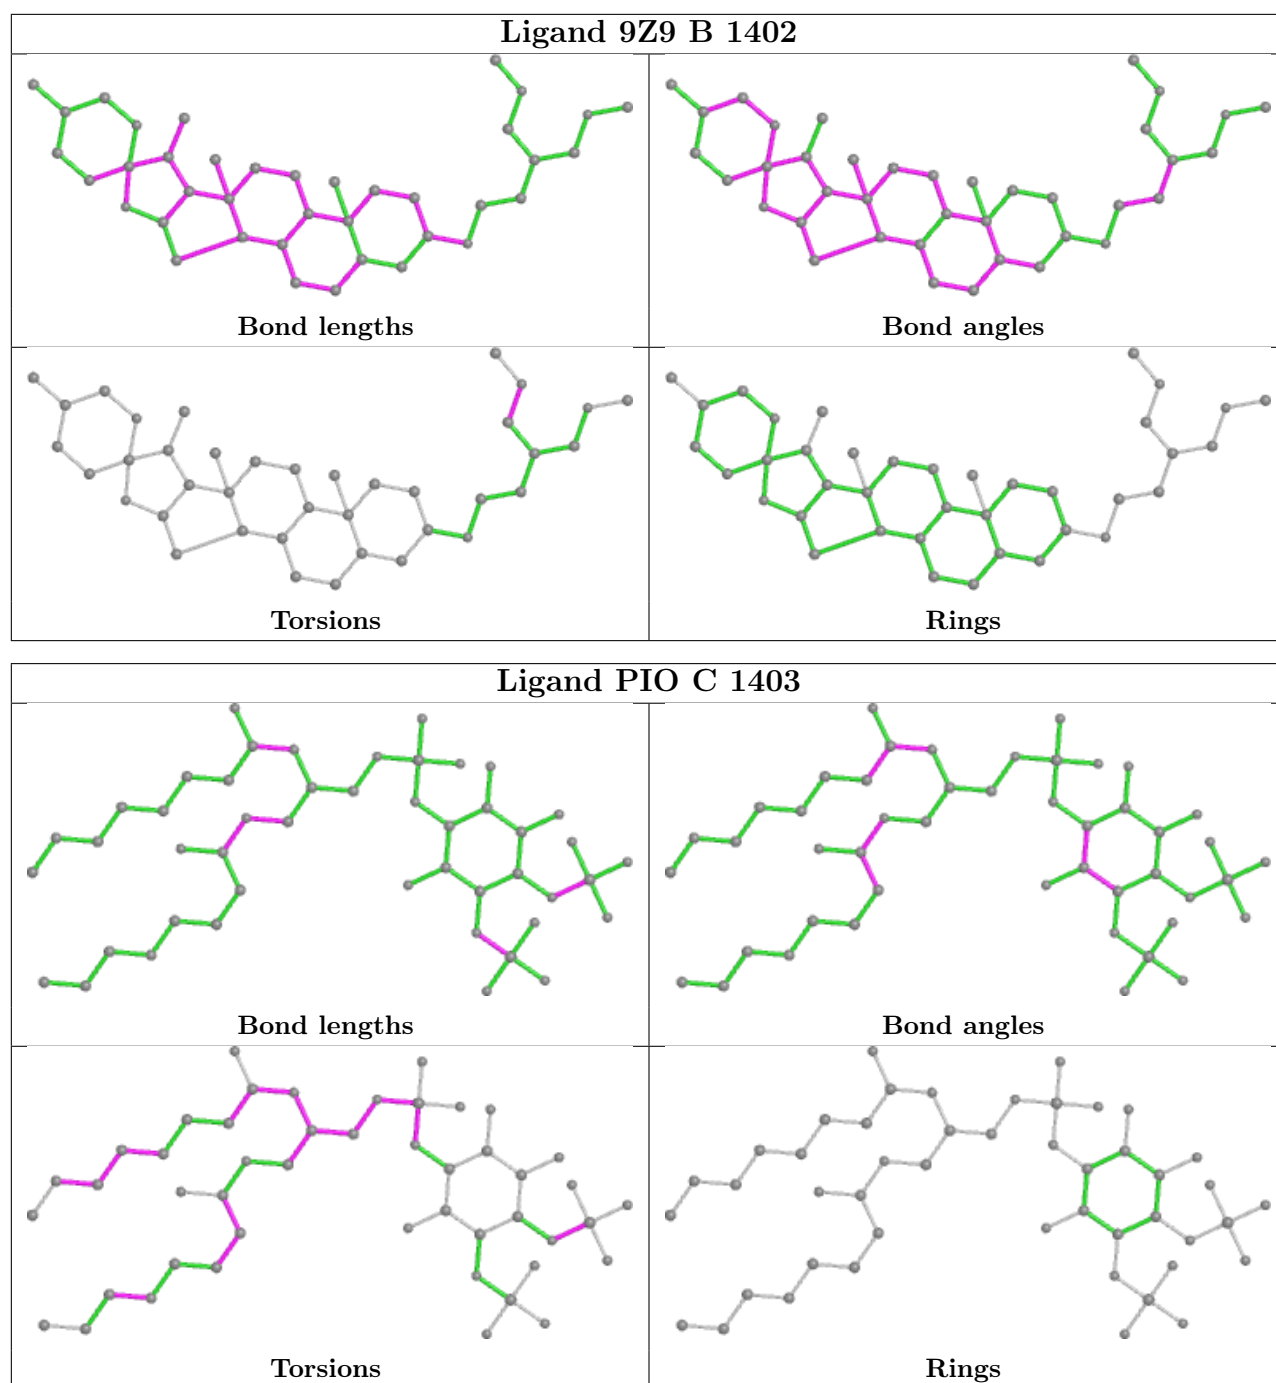 Ligand 9Z9 B 1402
Bond lengths
Bond angles
Torsions
Rings
Ligand PIO C 1403
Bond lengths
Bond angles
Torsions
Rings